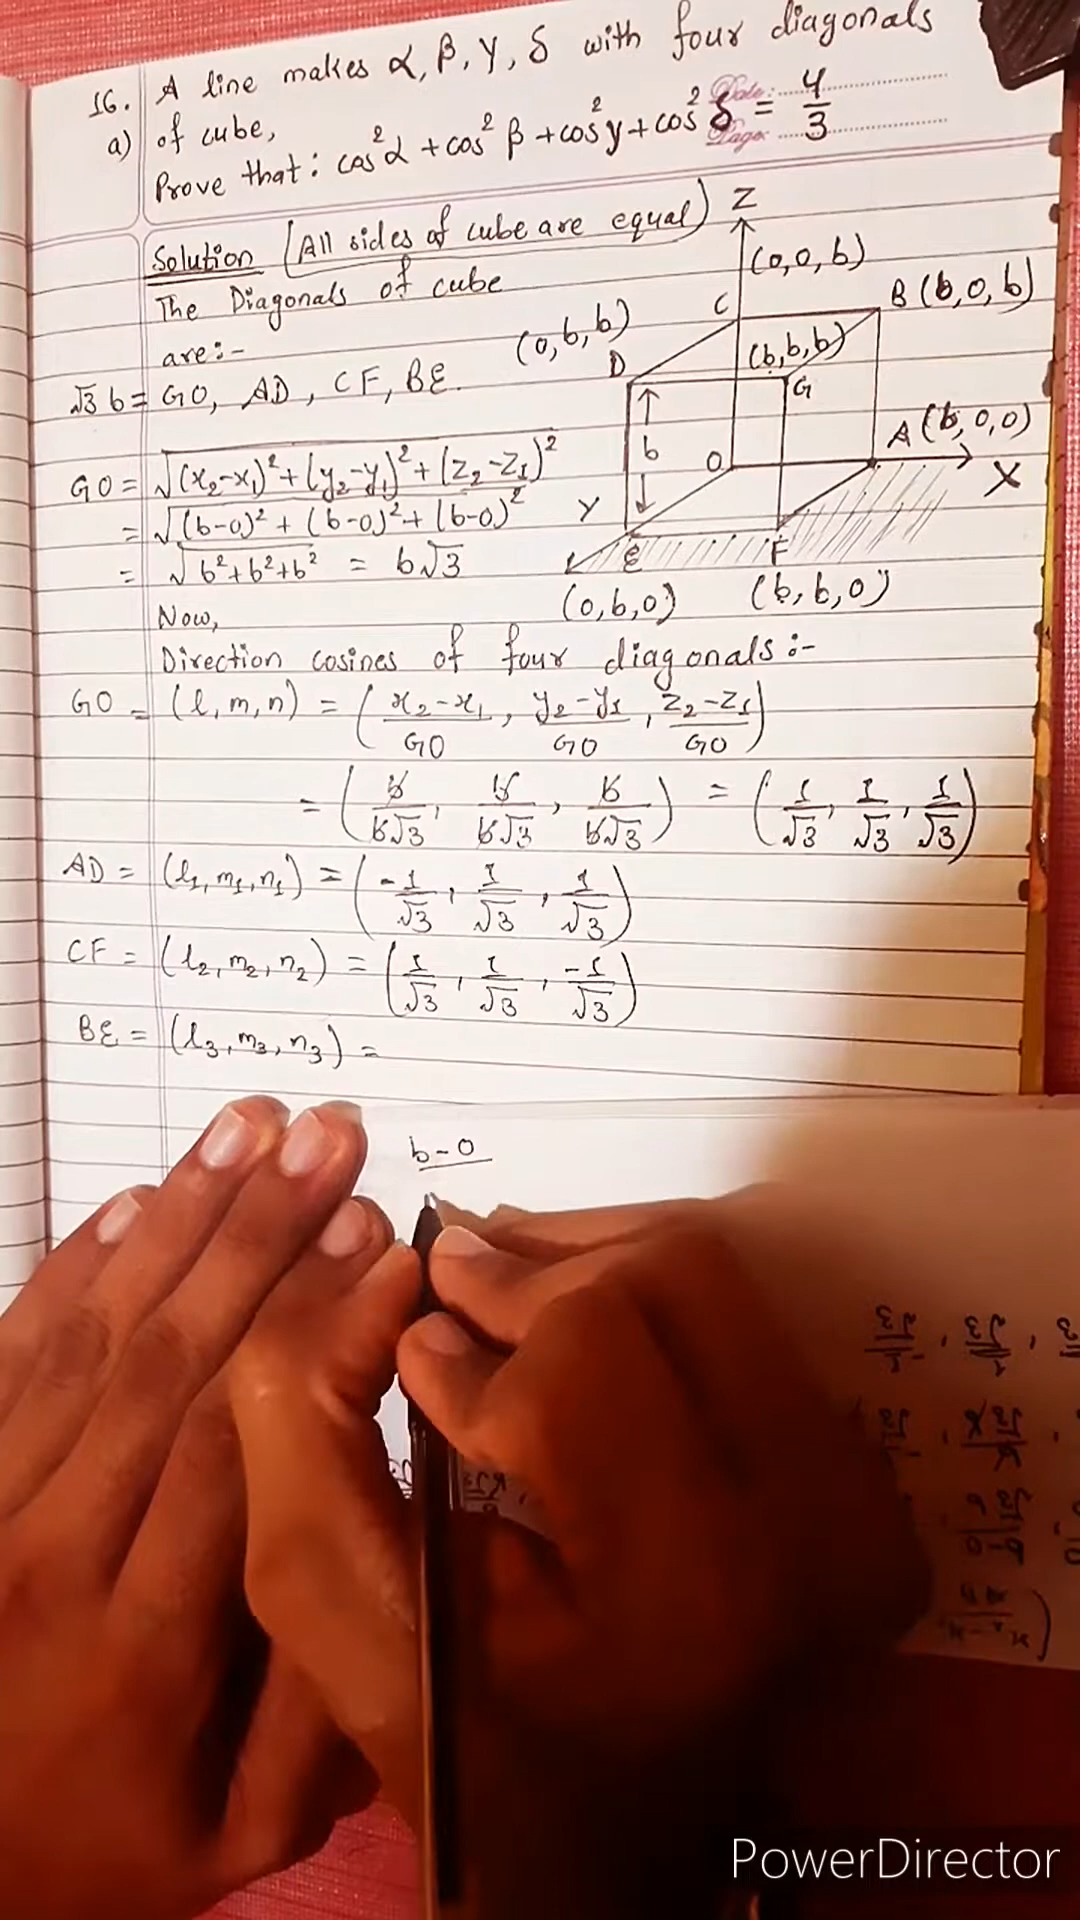 16. A line makes α, β, γ, δ with four diagonals
a) of cube,
Date:
Page:
Prove that: cos²α + cos²β + cos²γ + cos²δ = 4/3
Solution (All sides of cube are equal)
The Diagonals of cube
are:-
√3 b = GO, AD, CF, BE.
Z
(0,0,b)
C
B (b,0,b)
(0,b,b)
D
(b,b,b)
G
b
A (b,0,0)
O
X
Y
E
F
(0,b,0)
(b,b,0)
GO = √(x₂-x₁)²+(y₂-y₁)²+(z₂-z₁)²
= √(b-0)² + (b-0)² + (b-0)²
= √b²+b²+b² = b√3
Now,
Direction cosines of four diagonals:-
GO = (l, m, n) = (x₂-x₁/GO, y₂-y₁/GO, z₂-z₁/GO)
= (b/b√3, b/b√3, b/b√3) = (1/√3, 1/√3, 1/√3)
AD = (l₁, m₁, n₁) = (-1/√3, 1/√3, 1/√3)
CF = (l₂, m₂, n₂) = (1/√3, 1/√3, -1/√3)
BE = (l₃, m₃, n₃) =
b-0
PowerDirector